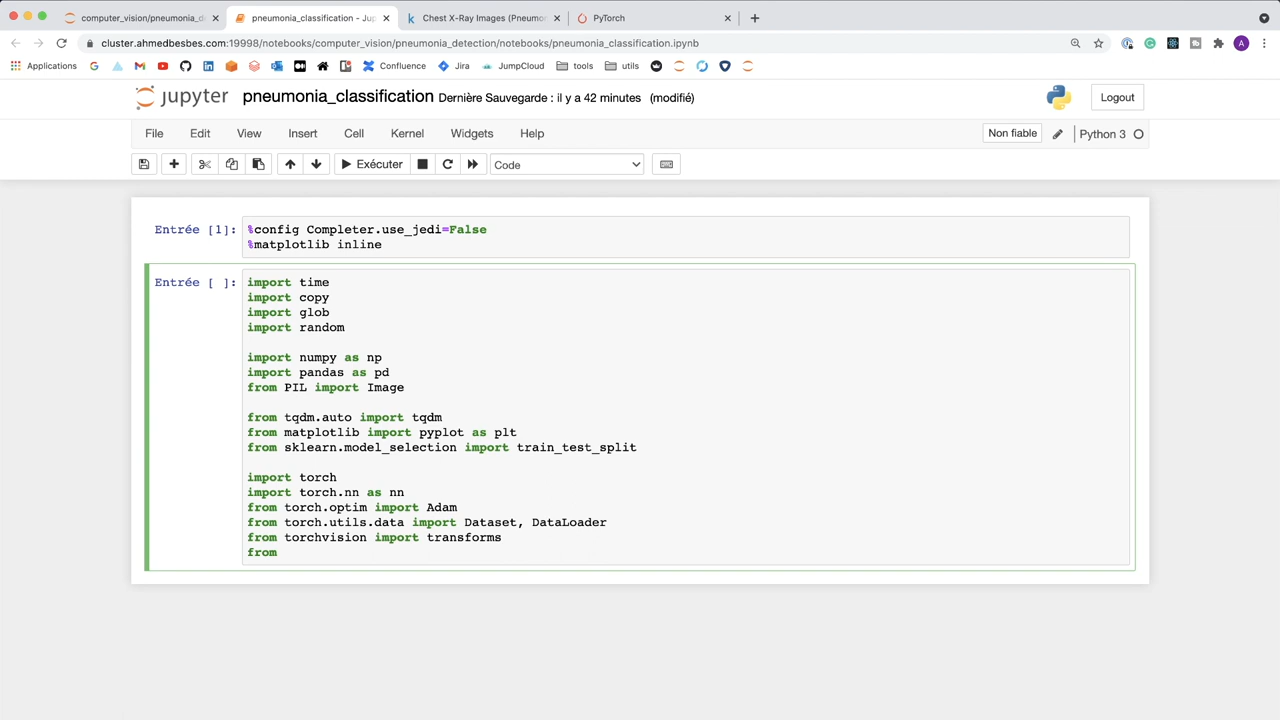 computer_vision/pneumonia_d
pneumonia_classification - Jup
Chest X-Ray Images (Pneumon
PyTorch
cluster.ahmedbesbes.com:19998/notebooks/computer_vision/pneumonia_detection/notebooks/pneumonia_classification.ipynb
A
Applications
Confluence
Jira
JumpCloud
tools
utils
jupyter
pneumonia_classification Dernière Sauvegarde : il y a 42 minutes (modifié)
Logout
File Edit View Insert Cell Kernel Widgets Help
Non fiable
Python 3
Exécuter
Code
Entrée [1]:
%config Completer.use_jedi=False
%matplotlib inline
Entrée [ ]:
import time
import copy
import glob
import random
import numpy as np
import pandas as pd
from PIL import Image
from tqdm.auto import tqdm
from matplotlib import pyplot as plt
from sklearn.model_selection import train_test_split
import torch
import torch.nn as nn
from torch.optim import Adam
from torch.utils.data import Dataset, DataLoader
from torchvision import transforms
from